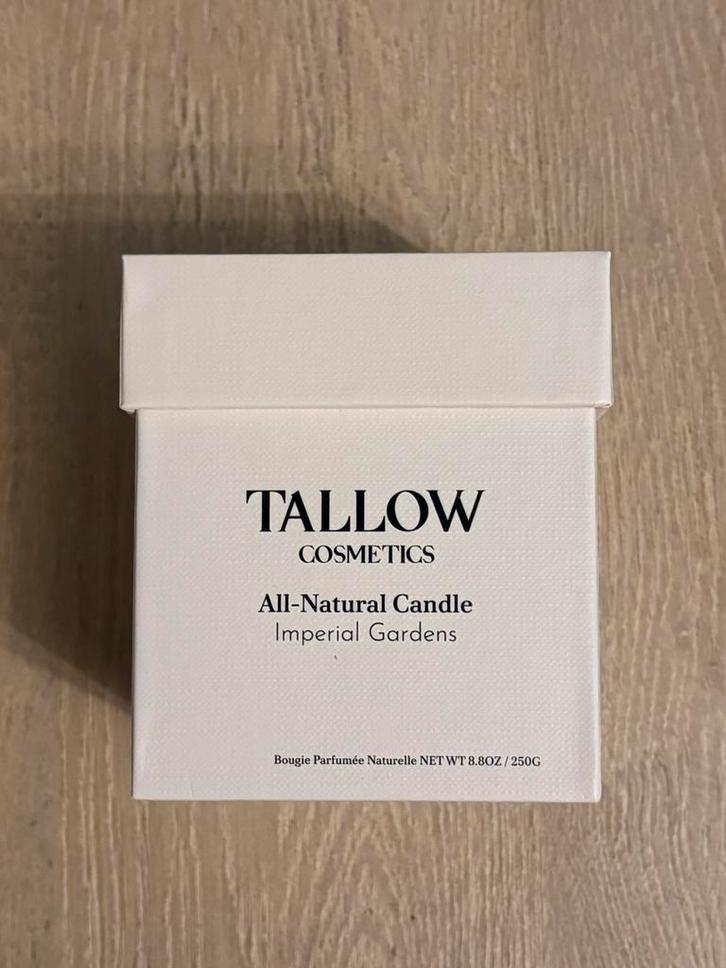 TALLOW
COSMETICS
All-Natural Candle
Imperial Gardens
Bougie Parfumée Naturelle NET WT 8.8OZ / 250G